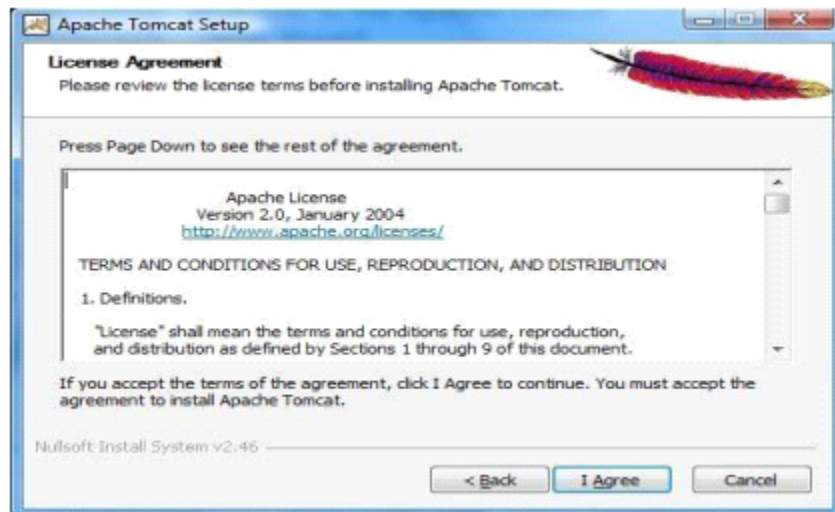 Apache Tomcat Setup
License Agreement
Please review the license terms before installing Apache Tomcat.
Press Page Down to see the rest of the agreement.
Apache License
Version 2.0, January 2004
http://www.apache.org/licenses/
TERMS AND CONDITIONS FOR USE, REPRODUCTION, AND DISTRIBUTION
1. Definitions.
"License" shall mean the terms and conditions for use, reproduction,
and distribution as defined by Sections 1 through 9 of this document.
If you accept the terms of the agreement, click I Agree to continue. You must accept the
agreement to install Apache Tomcat.
Nullsoft Install System v2.46
< Back
I Agree
Cancel